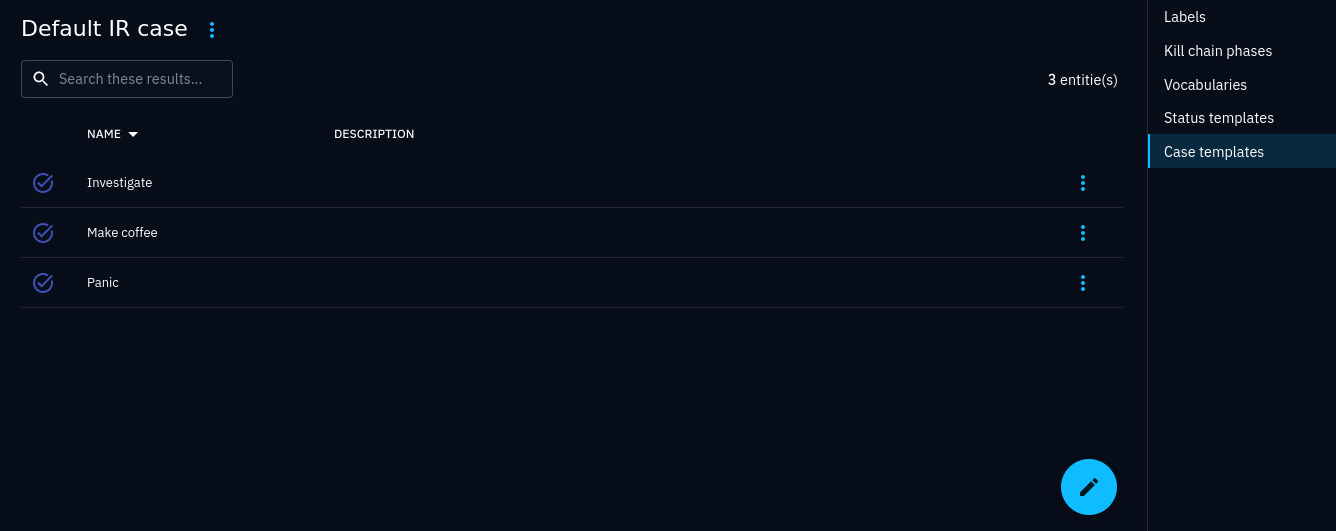 Default IR case
Search these results...
3 entitie(s)
NAME DESCRIPTION
Investigate
Make coffee
Panic
Labels
Kill chain phases
Vocabularies
Status templates
Case templates